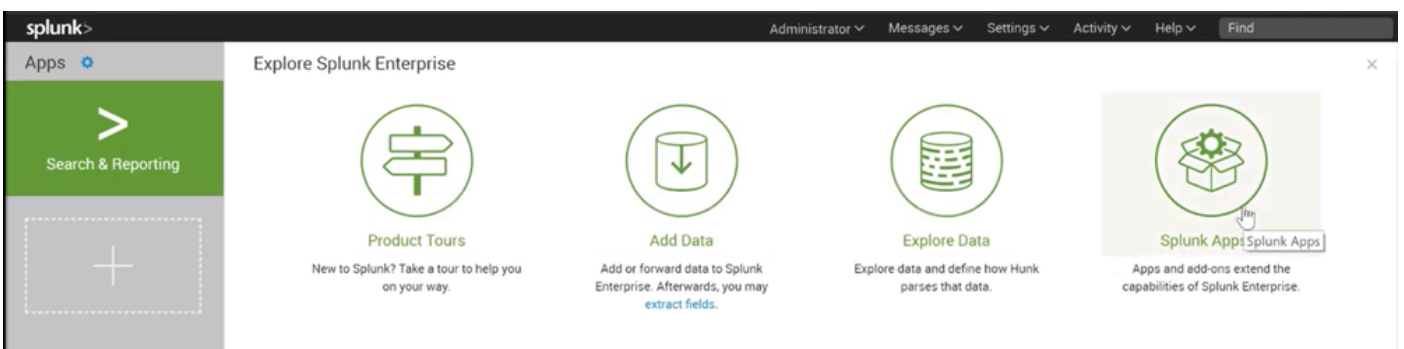 splunk>
Administrator
Messages
Settings
Activity
Help
Find
Apps
Explore Splunk Enterprise
Search & Reporting
Product Tours
New to Splunk? Take a tour to help you
on your way.
Add Data
Add or forward data to Splunk
Enterprise. Afterwards, you may
extract fields.
Explore Data
Explore data and define how Hunk
parses that data.
Splunk Apps
Splunk Apps
Apps and add-ons extend the
capabilities of Splunk Enterprise.